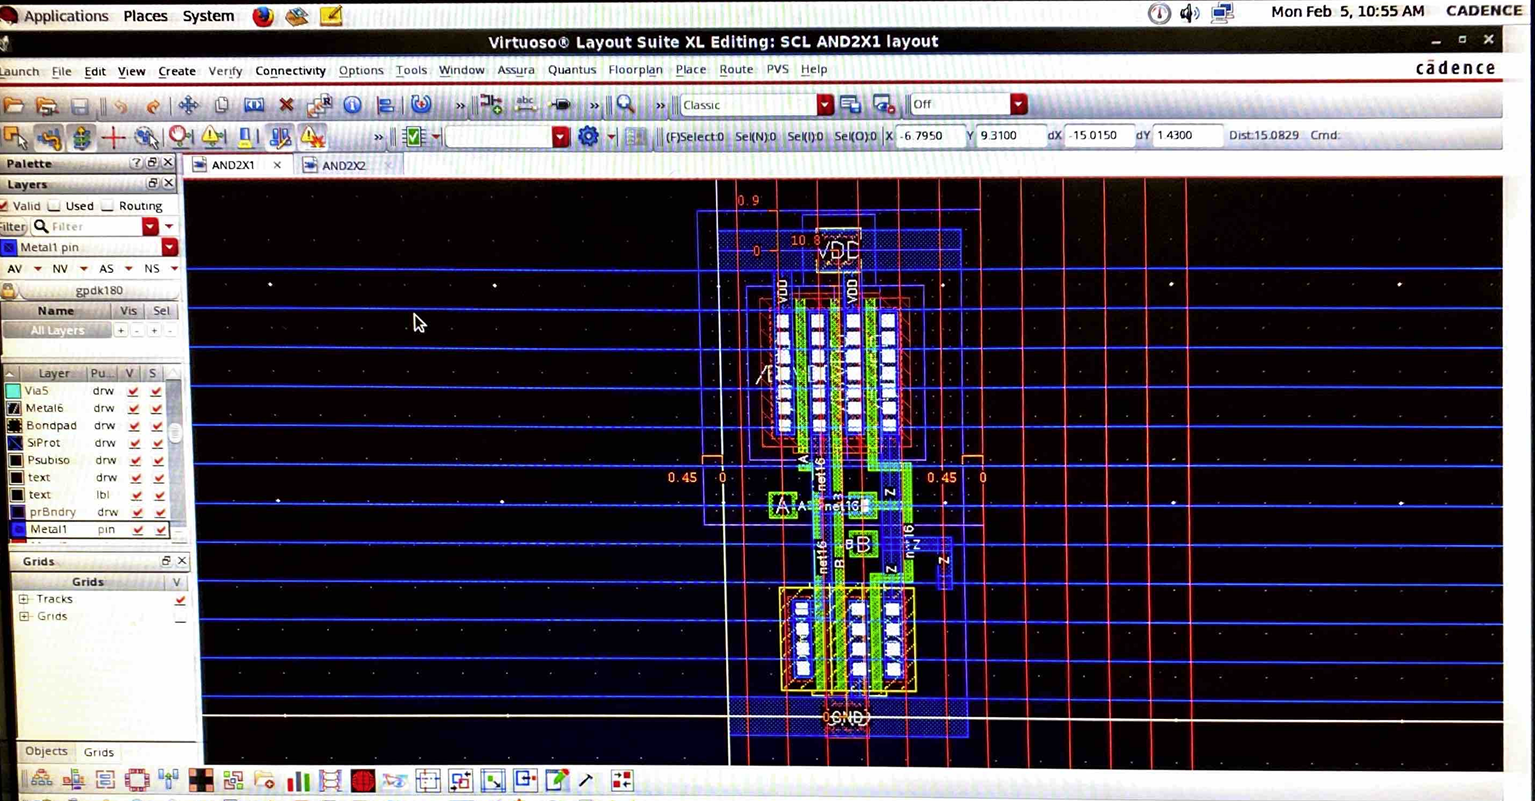 Applications Places System Mon Feb 5, 10:55 AM CADENCE
Virtuoso® Layout Suite XL Editing: SCL AND2X1 layout
Launch File Edit View Create Verify Connectivity Options Tools Window Assura Quantus Floorplan Place Route PVS Help cādence
abc Classic Off
(F)Select:0 Sel(N):0 Sel(I):0 Sel(O):0 X -6.7950 Y 9.3100 dX -15.0150 dY 1.4300 Dist:15.0829 Cmd:
Palette AND2X1 AND2X2
Layers
Valid Used Routing
Filter Filter
Metal1 pin
AV NV AS NS
gpdk180
Name Vis Sel
All Layers + - + -
Layer Pu... V S
Via5 drw
Metal6 drw
Bondpad drw
SiProt drw
Psubiso drw
text drw
text lbl
prBndry drw
Metal1 pin
Grids
Grids V
Tracks
Grids
Objects Grids
0.9
0 10.8 VDD
VDD VDD
0.45 0 A net16 0.45 0
Z
A A net16 B
B B Z
net16 B Z net16 Z
GND